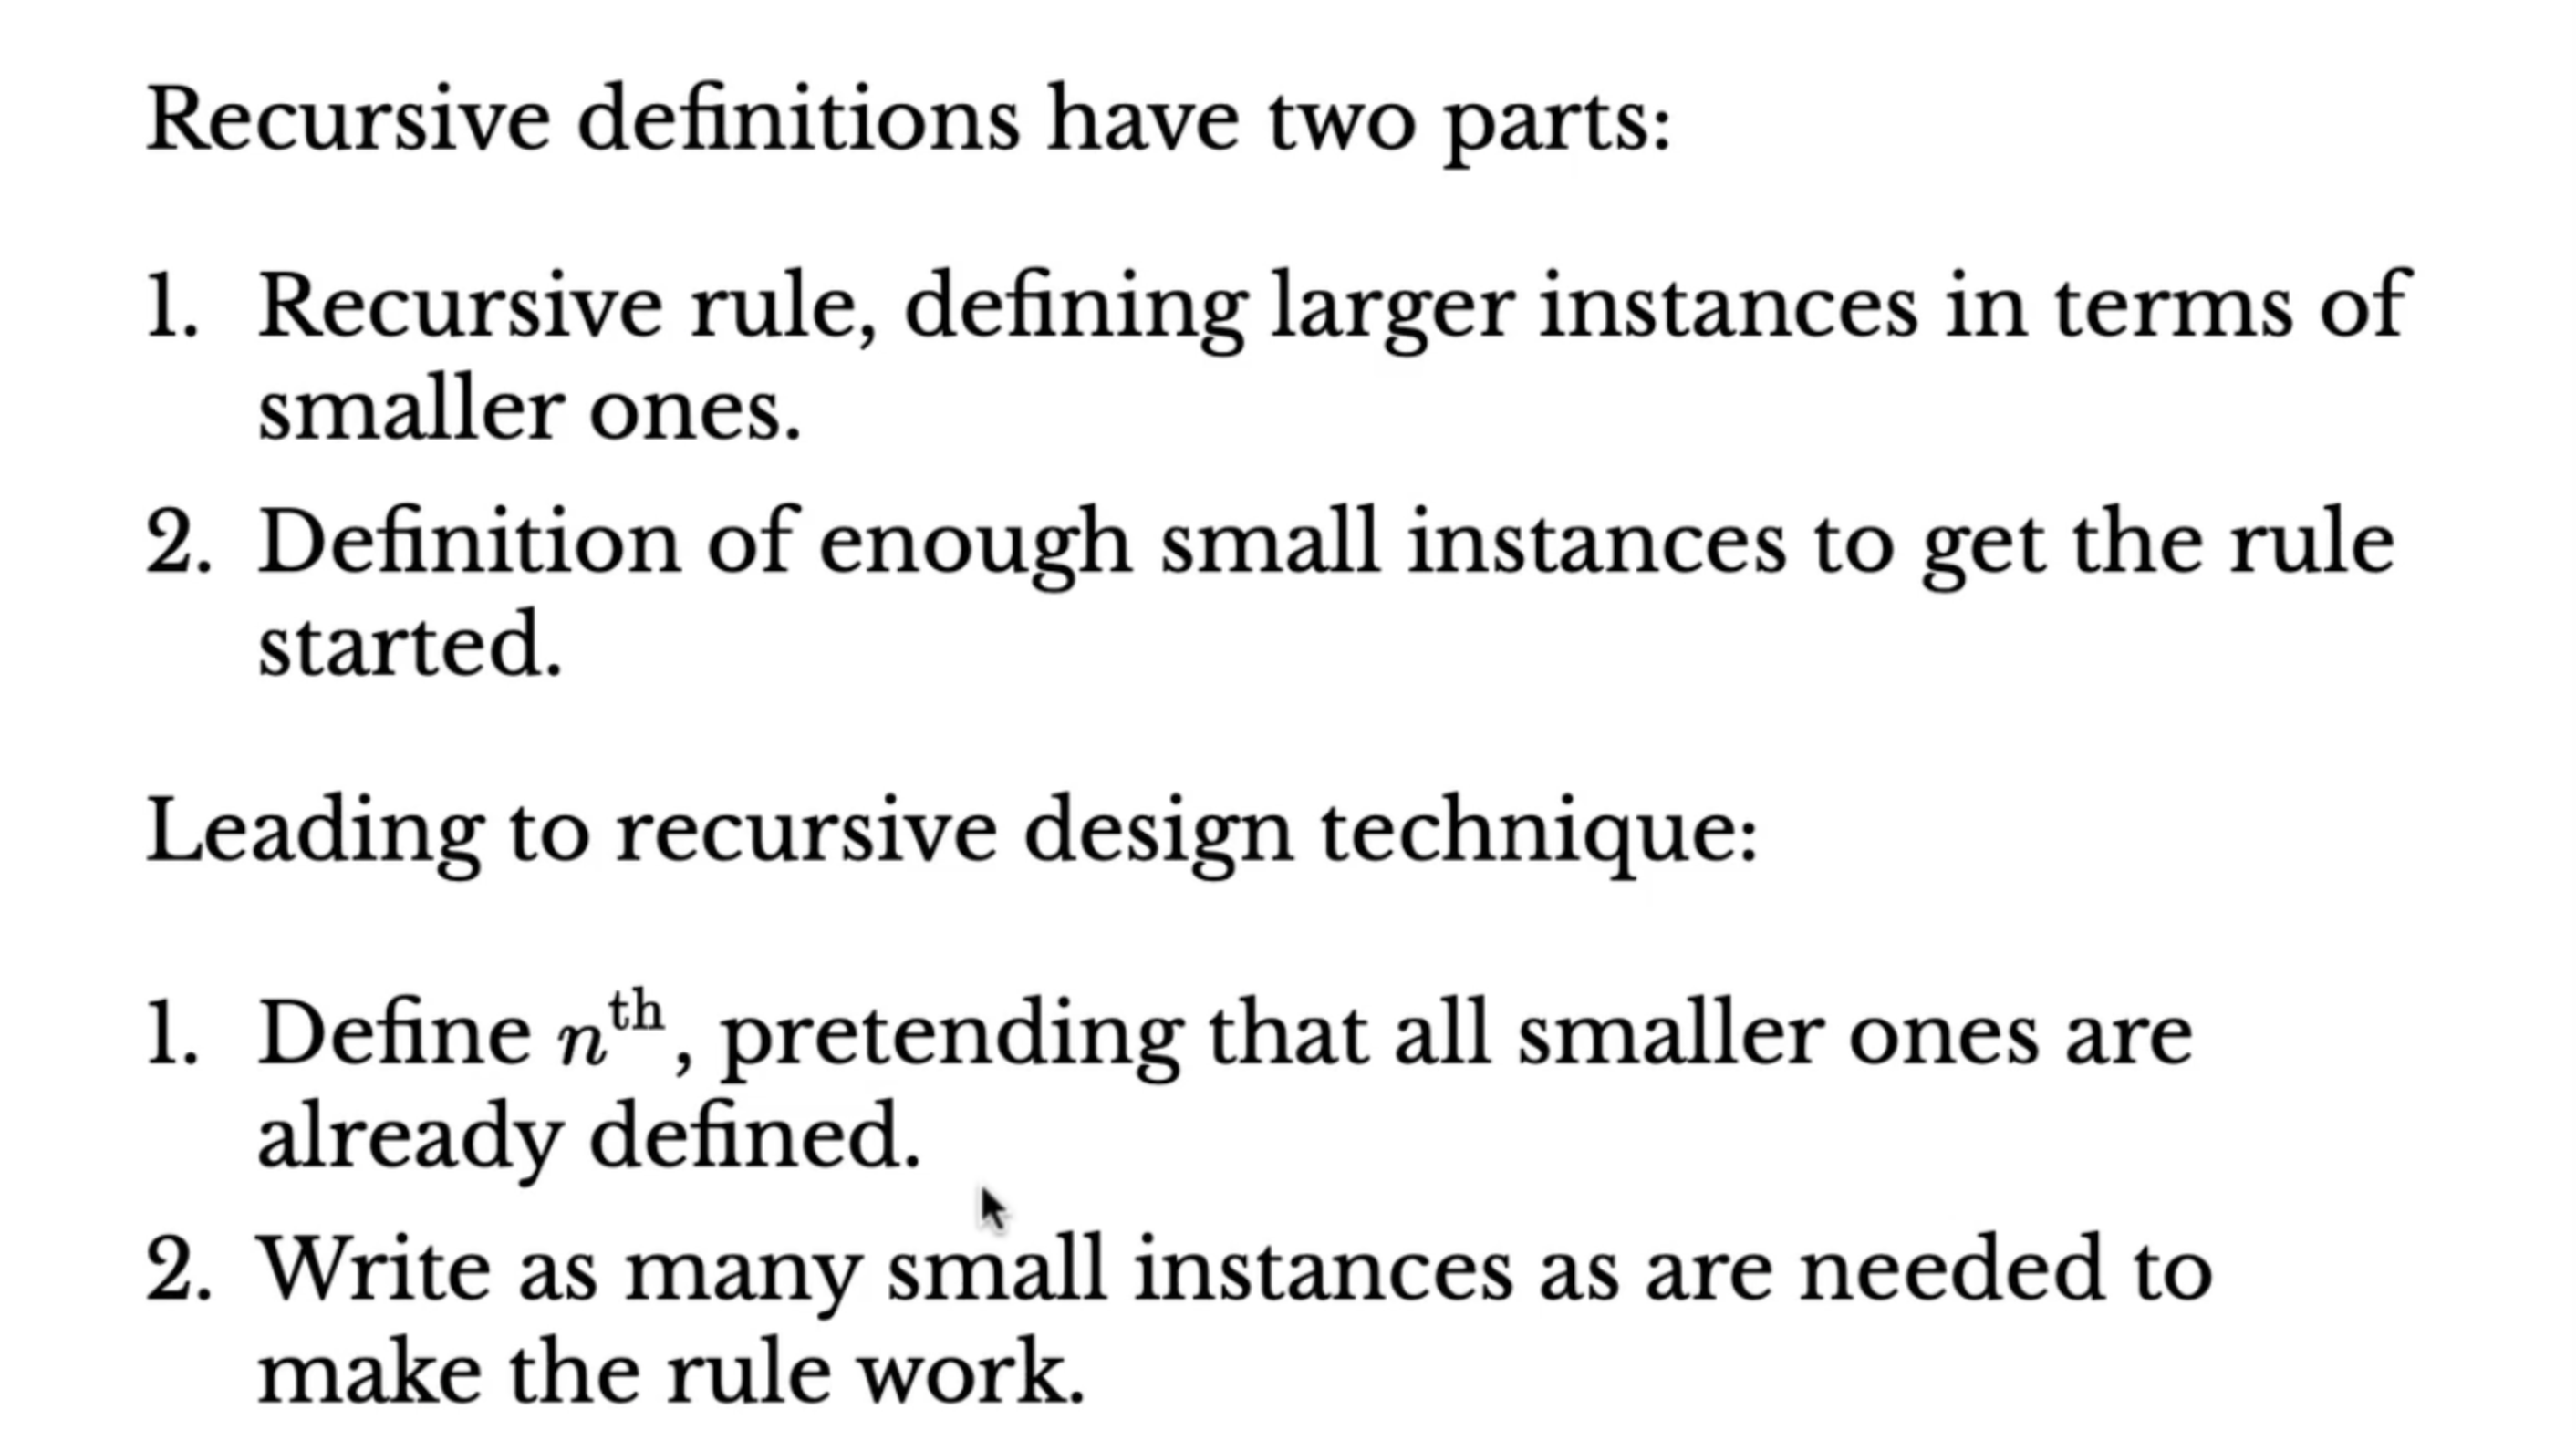 Recursive definitions have two parts:
1. Recursive rule, defining larger instances in terms of
smaller ones.
2. Definition of enough small instances to get the rule
started.
Leading to recursive design technique:
1. Define nᵗʰ, pretending that all smaller ones are
already defined.
2. Write as many small instances as are needed to
make the rule work.